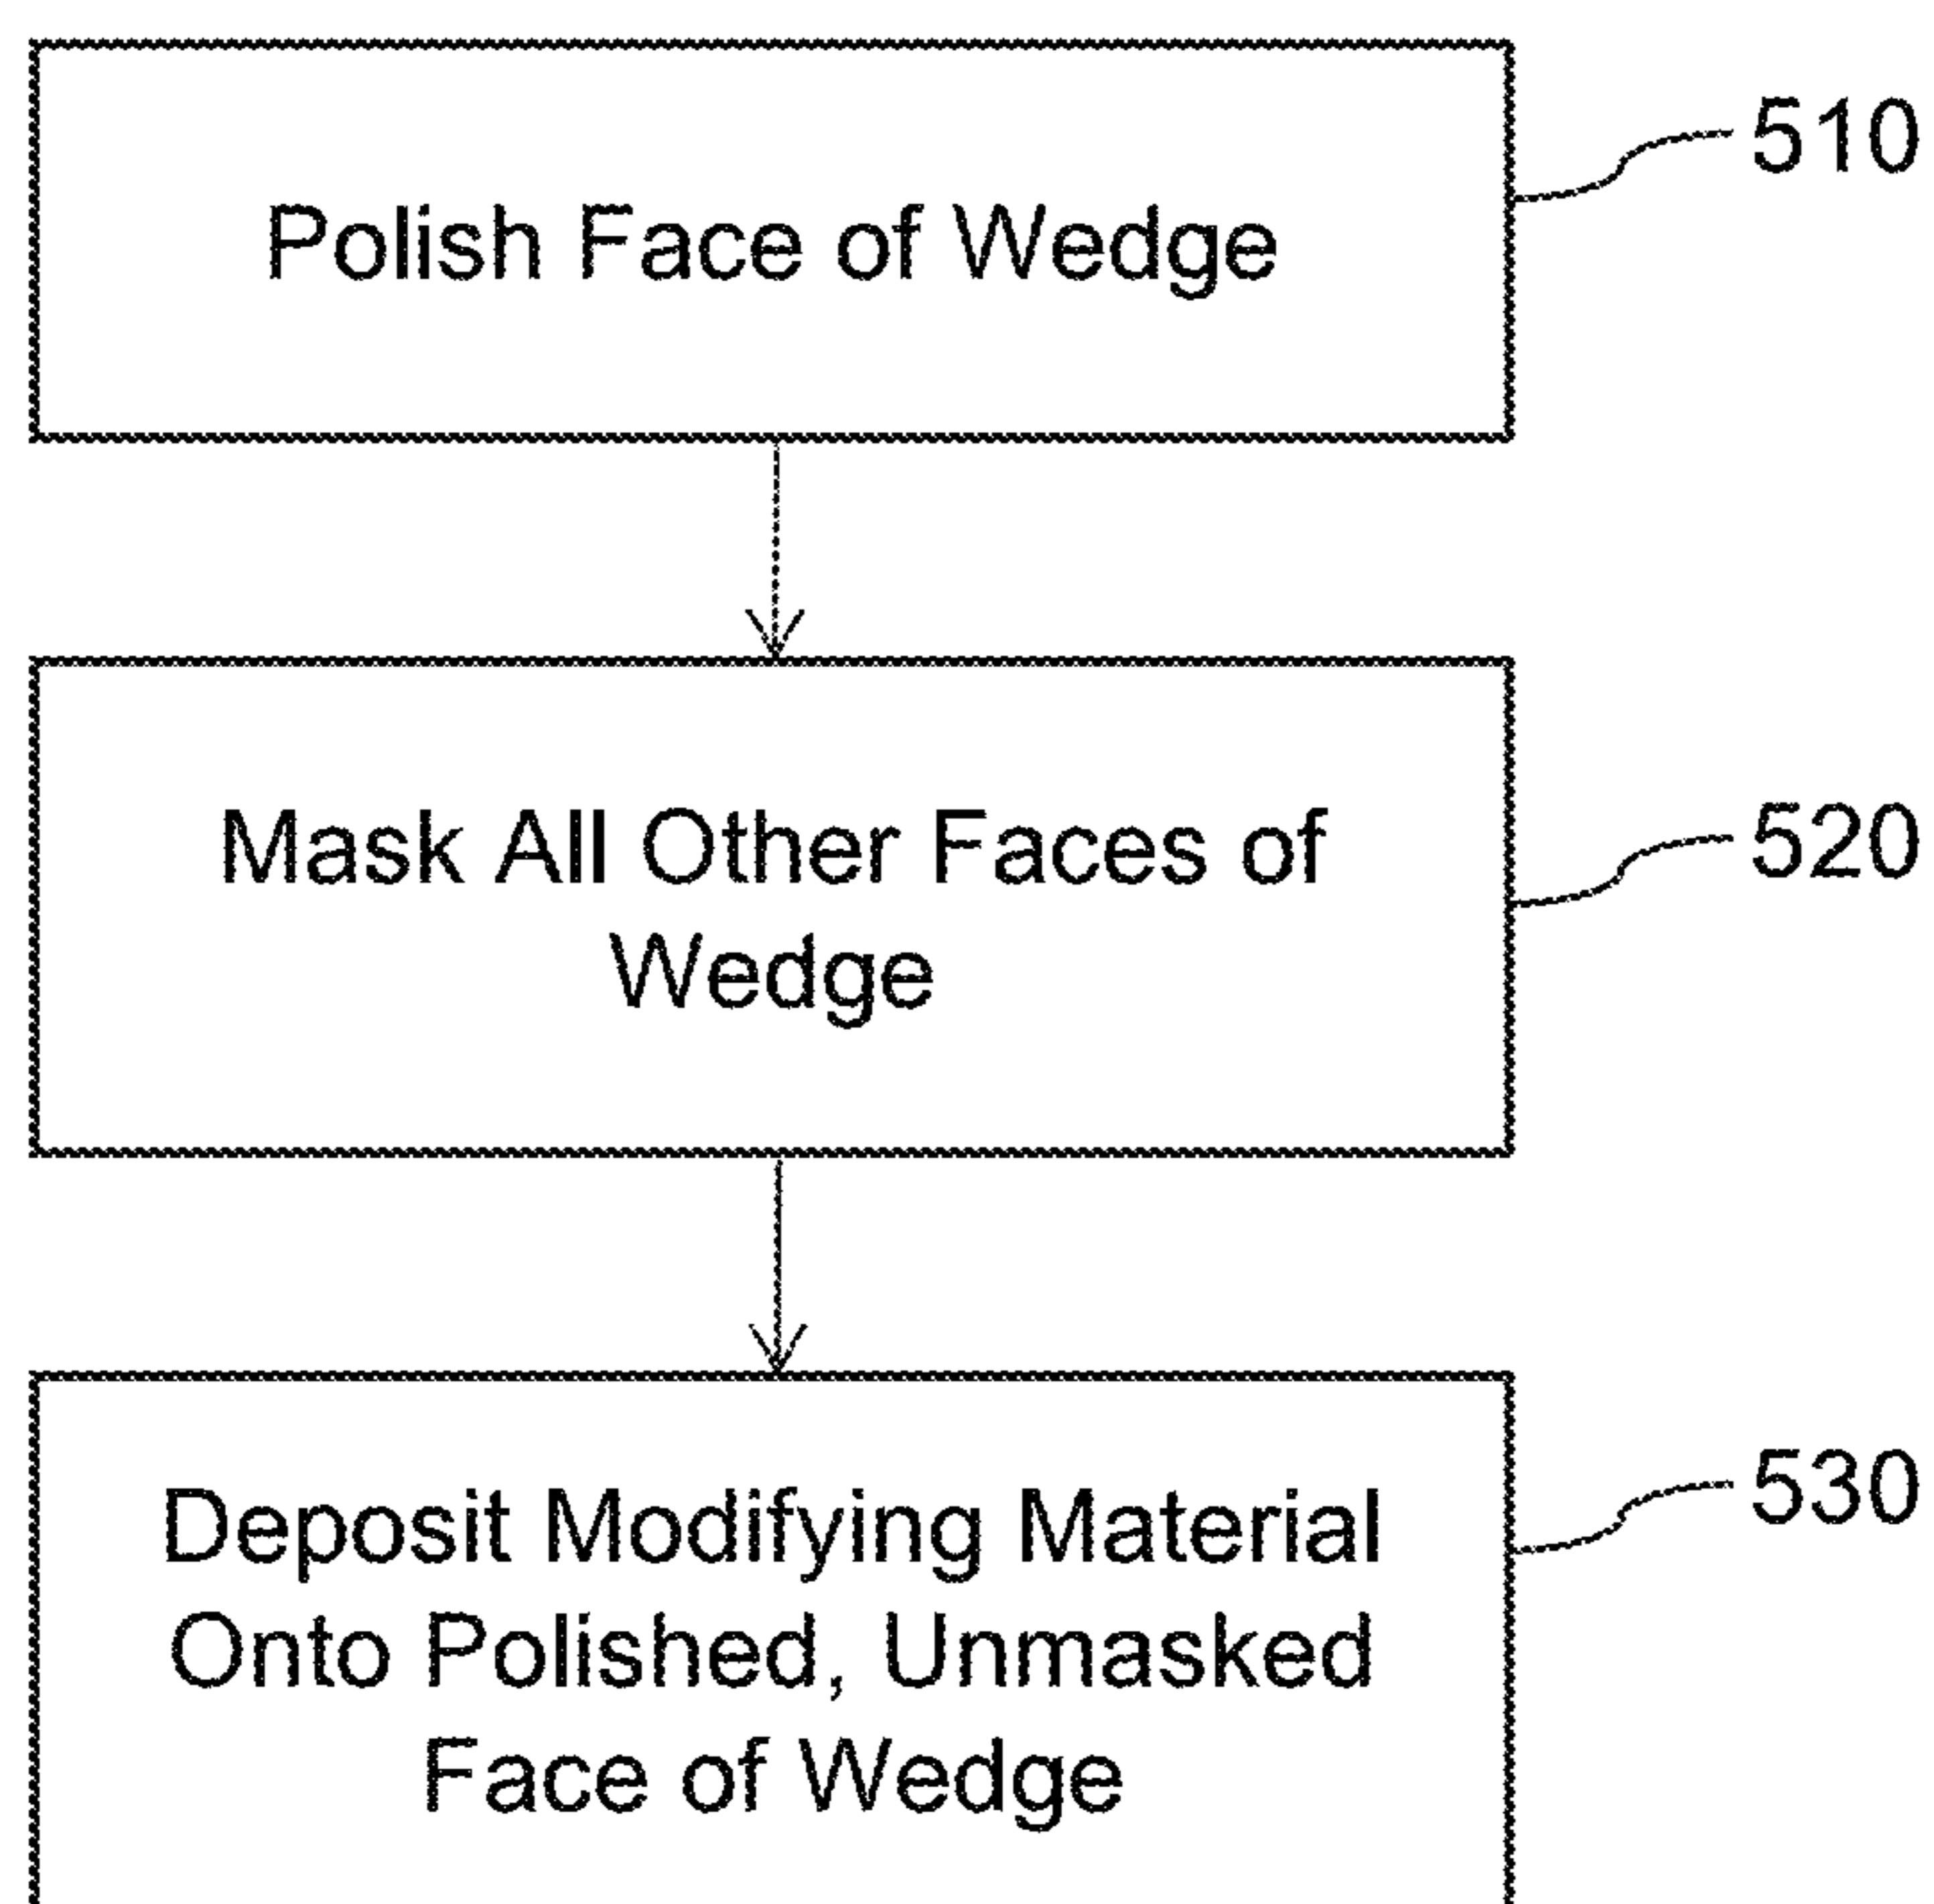 Polish Face of Wedge
510
Mask All Other Faces of
Wedge
520
Deposit Modifying Material
Onto Polished, Unmasked
Face of Wedge
530